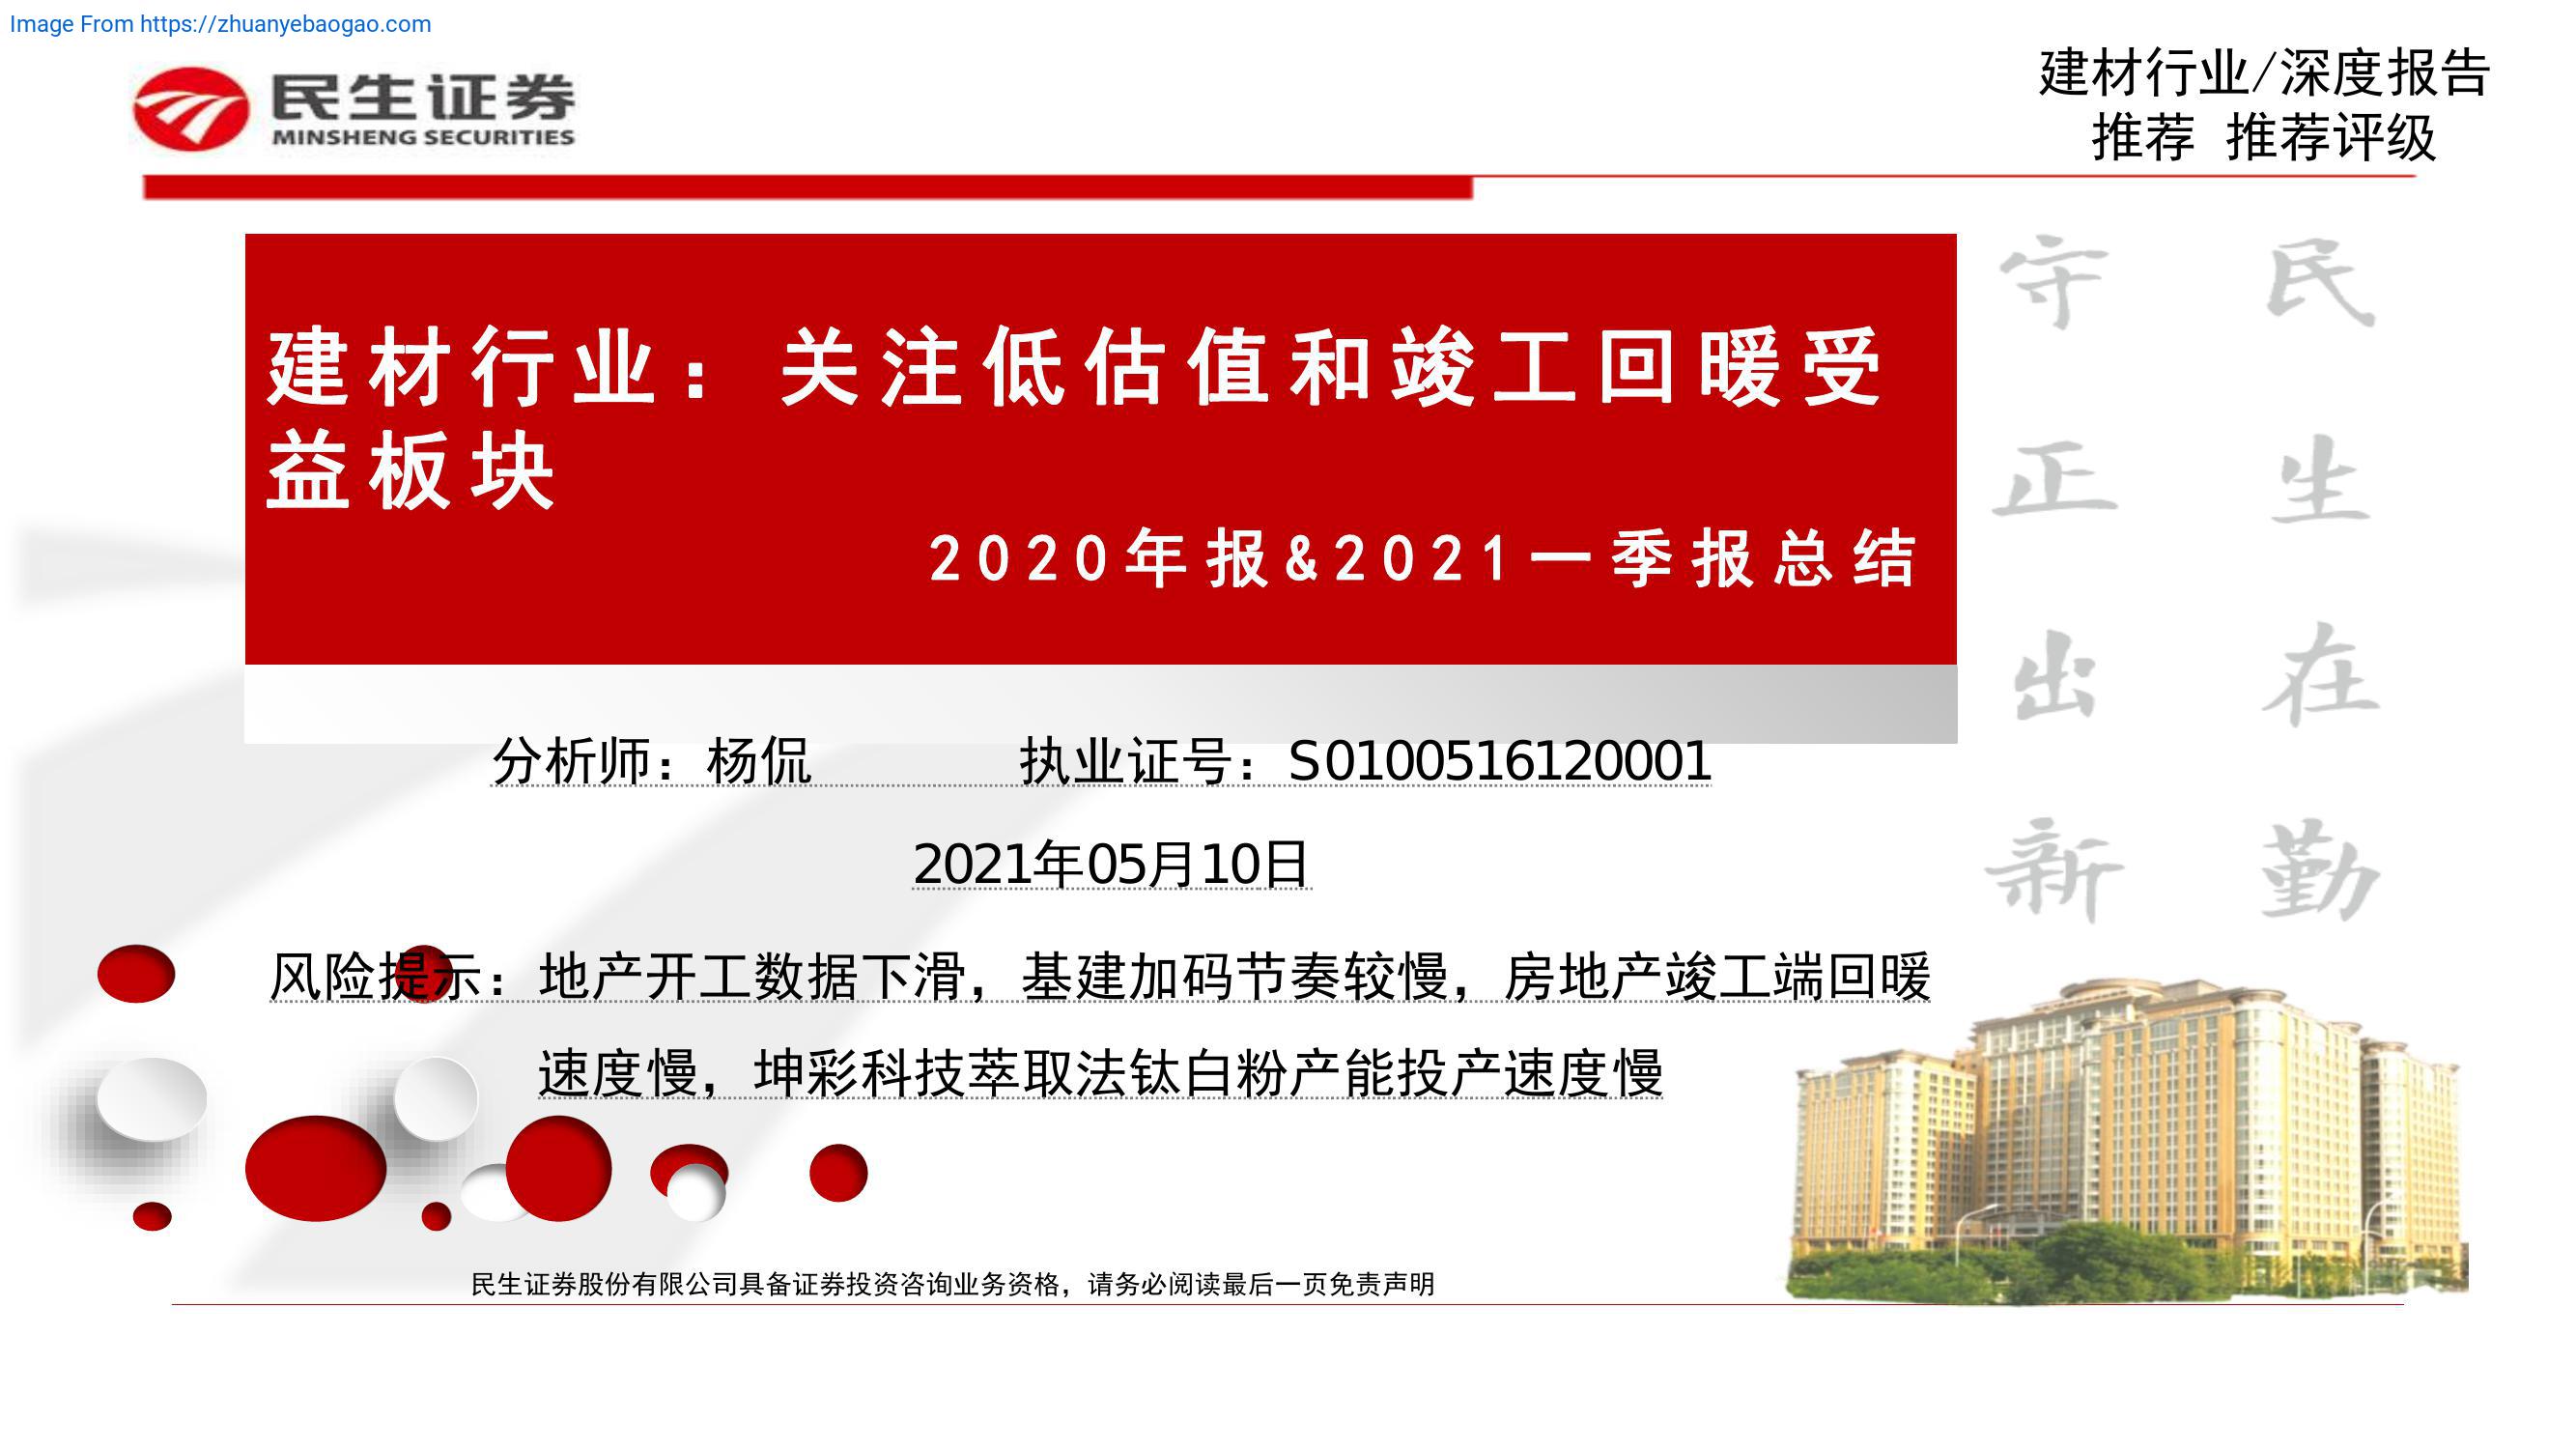 Image From https://zhuanyebaogao.com
民生证券
MINSHENG SECURITIES
建材行业/深度报告
推荐 推荐评级
建材行业：关注低估值和竣工回暖受
益板块
2020年报&2021一季报总结
民生在勤
守正出新
分析师：杨侃 执业证号：S0100516120001
2021年05月10日
风险提示：地产开工数据下滑，基建加码节奏较慢，房地产竣工端回暖
速度慢，坤彩科技萃取法钛白粉产能投产速度慢
民生证券股份有限公司具备证券投资咨询业务资格，请务必阅读最后一页免责声明